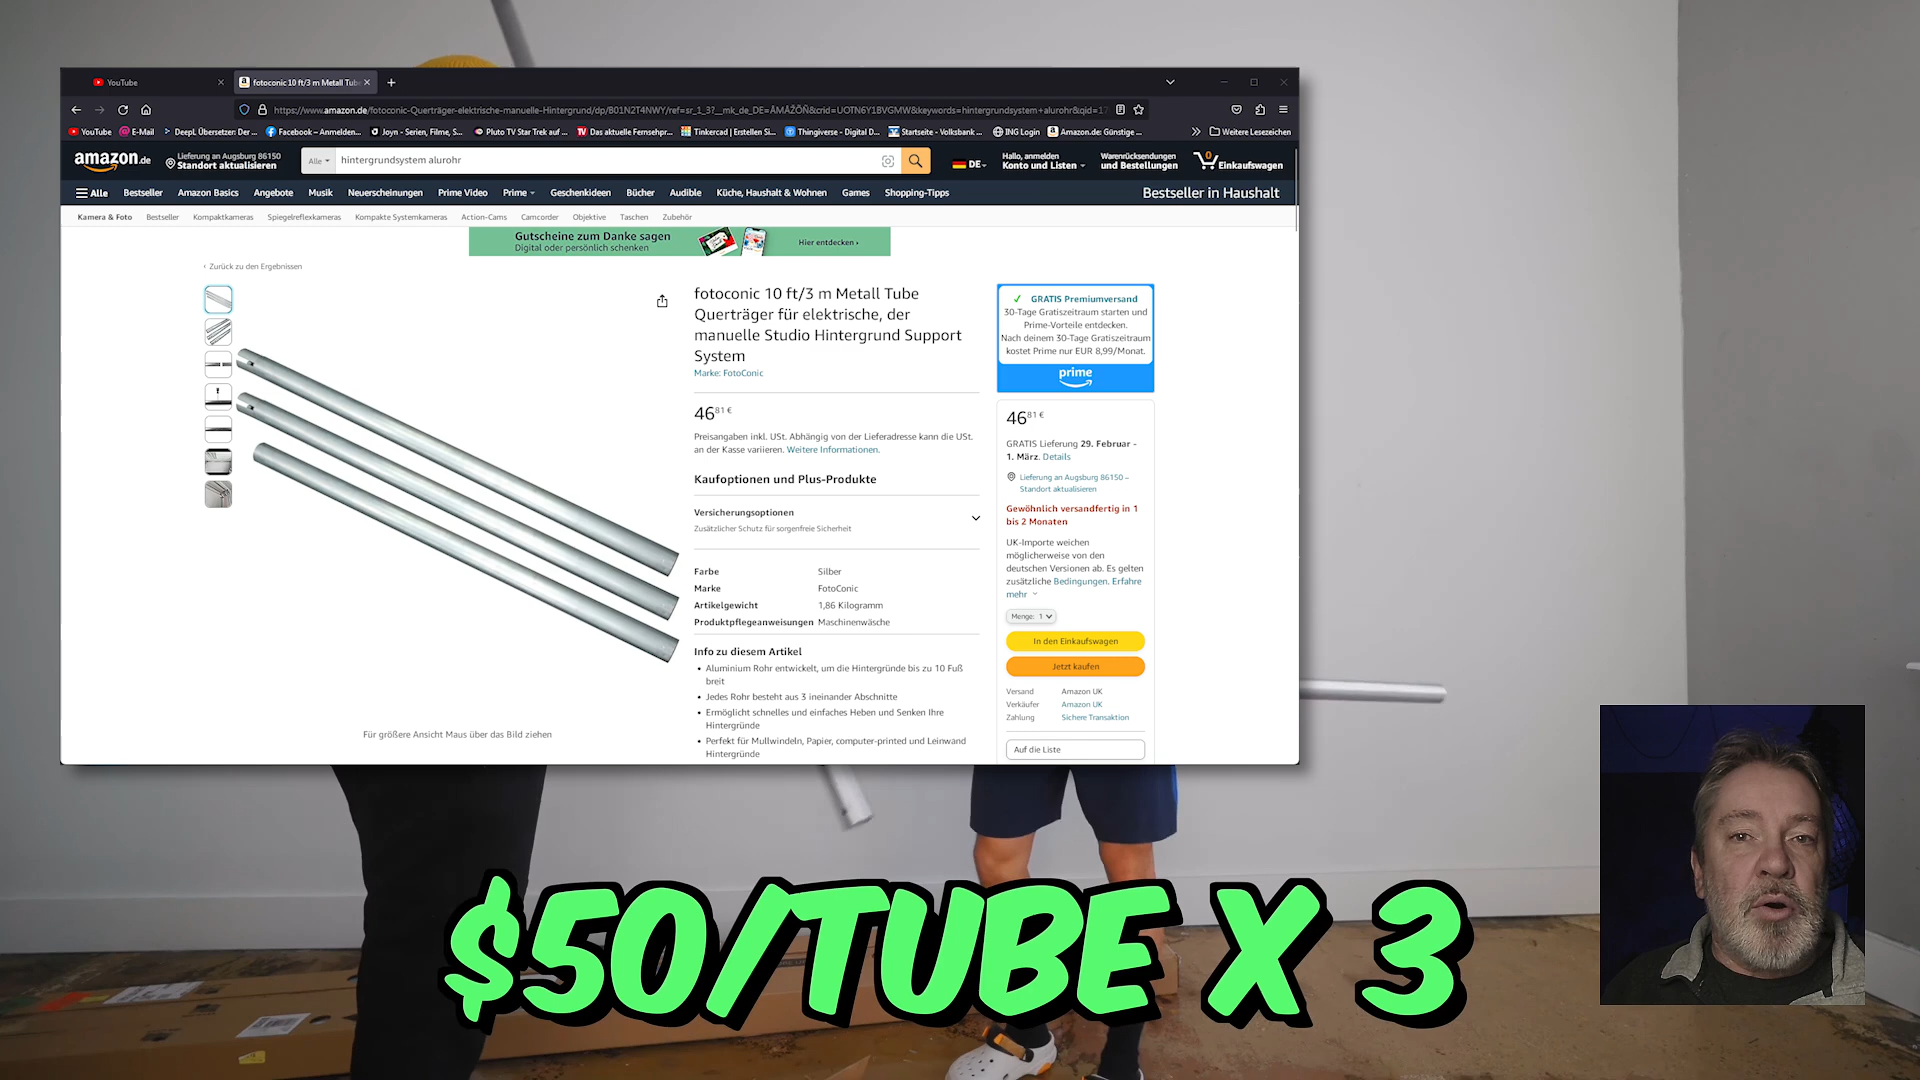 YouTube
fotoconic 10 ft/3 m Metall Tube
https://www.amazon.de/fotoconic-Querträger-elektrische-manuelle-Hintergrund/dp/B01N2T4NWY/ref=sr_1_3?__mk_de_DE=ÅMÅŽÕÑ&crid=UOTN6Y1BVGMW&keywords=hintergrundsystem+alurohr&qid=1
YouTube E-Mail DeepL Übersetzer: Der ... Facebook – Anmelden... Joyn - Serien, Filme, S... Pluto TV Star Trek auf ... Das aktuelle Fernsehpr... Tinkercad | Erstellen Si... Thingiverse - Digital D... Startseite - Volksbank ... ING Login Amazon.de: Günstige ... Weitere Lesezeichen
amazon.de
Lieferung an Augsburg 86150
Standort aktualisieren
Alle
hintergrundsystem alurohr
DE
Hallo, anmelden
Konto und Listen
Warenrücksendungen
und Bestellungen
0
Einkaufswagen
Alle Bestseller Amazon Basics Angebote Musik Neuerscheinungen Prime Video Prime Geschenkideen Bücher Audible Küche, Haushalt & Wohnen Games Shopping-Tipps
Bestseller in Haushalt
Kamera & Foto Bestseller Kompaktkameras Spiegelreflexkameras Kompakte Systemkameras Action-Cams Camcorder Objektive Taschen Zubehör
Gutscheine zum Danke sagen
Digital oder persönlich schenken
Hier entdecken ›
‹ Zurück zu den Ergebnissen
Für größere Ansicht Maus über das Bild ziehen
fotoconic 10 ft/3 m Metall Tube
Querträger für elektrische, der
manuelle Studio Hintergrund Support
System
Marke: FotoConic
46 81 €
Preisangaben inkl. USt. Abhängig von der Lieferadresse kann die USt.
an der Kasse variieren. Weitere Informationen.
Kaufoptionen und Plus-Produkte
Versicherungsoptionen
Zusätzlicher Schutz für sorgenfreie Sicherheit
Farbe Silber
Marke FotoConic
Artikelgewicht 1,86 Kilogramm
Produktpflegeanweisungen Maschinenwäsche
Info zu diesem Artikel
• Aluminium Rohr entwickelt, um die Hintergründe bis zu 10 Fuß
breit
• Jedes Rohr besteht aus 3 ineinander Abschnitte
• Ermöglicht schnelles und einfaches Heben und Senken Ihre
Hintergründe
• Perfekt für Mullwindeln, Papier, computer-printed und Leinwand
Hintergründe
✓ GRATIS Premiumversand
30-Tage Gratiszeitraum starten und
Prime-Vorteile entdecken.
Nach deinem 30-Tage Gratiszeitraum
kostet Prime nur EUR 8,99/Monat.
prime
46 81 €
GRATIS Lieferung 29. Februar -
1. März. Details
Lieferung an Augsburg 86150 –
Standort aktualisieren
Gewöhnlich versandfertig in 1
bis 2 Monaten
UK-Importe weichen
möglicherweise von den
deutschen Versionen ab. Es gelten
zusätzliche Bedingungen. Erfahre
mehr
Menge: 1
In den Einkaufswagen
Jetzt kaufen
Versand Amazon UK
Verkäufer Amazon UK
Zahlung Sichere Transaktion
Auf die Liste
$50/TUBE X 3